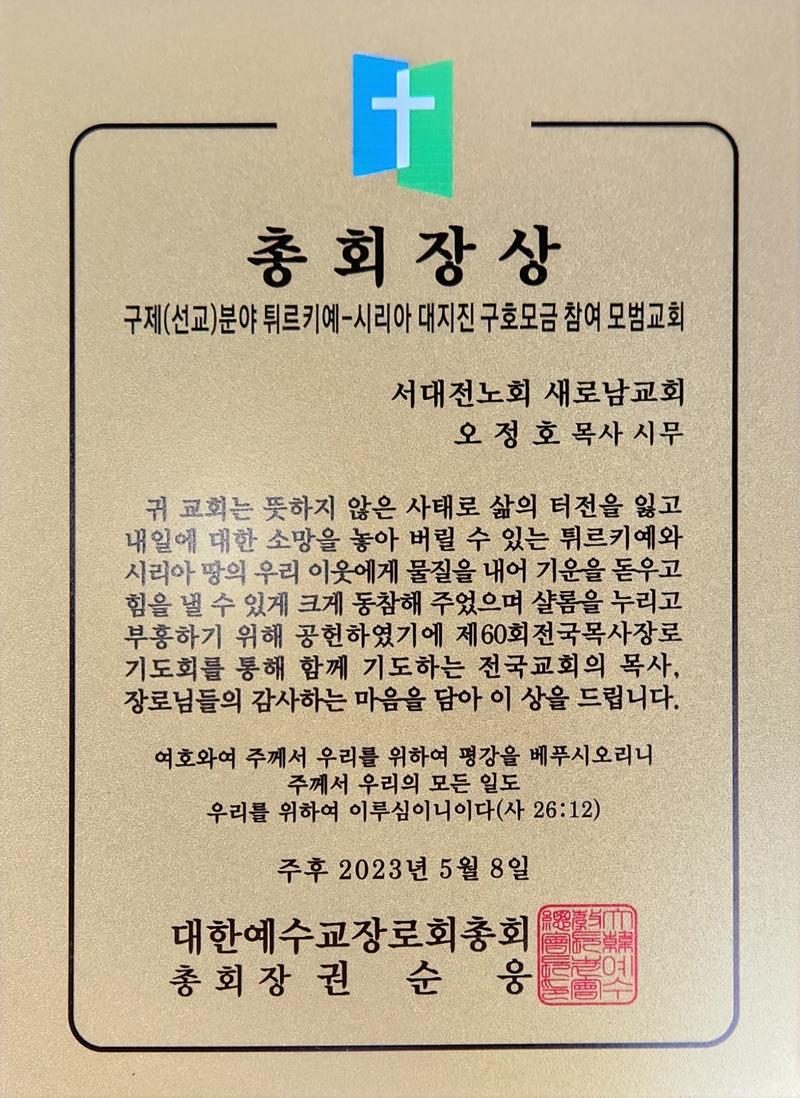 총회장상
구제(선교)분야 튀르키예-시리아 대지진 구호모금 참여 모범교회
서대전노회 새로남교회
오 정 호 목사 시무
귀 교회는 뜻하지 않은 사태로 삶의 터전을 잃고
내일에 대한 소망을 놓아 버릴 수 있는 튀르키예와
시리아 땅의 우리 이웃에게 물질을 내어 기운을 돋우고
힘을 낼 수 있게 크게 동참해 주었으며 샬롬을 누리고
부흥하기 위해 공헌하였기에 제60회전국목사장로
기도회를 통해 함께 기도하는 전국교회의 목사,
장로님들의 감사하는 마음을 담아 이 상을 드립니다.
여호와여 주께서 우리를 위하여 평강을 베푸시오리니
주께서 우리의 모든 일도
우리를 위하여 이루심이니이다(사 26:12)
주후 2023년 5월 8일
대한예수교장로회총회
총회장 권 순 웅